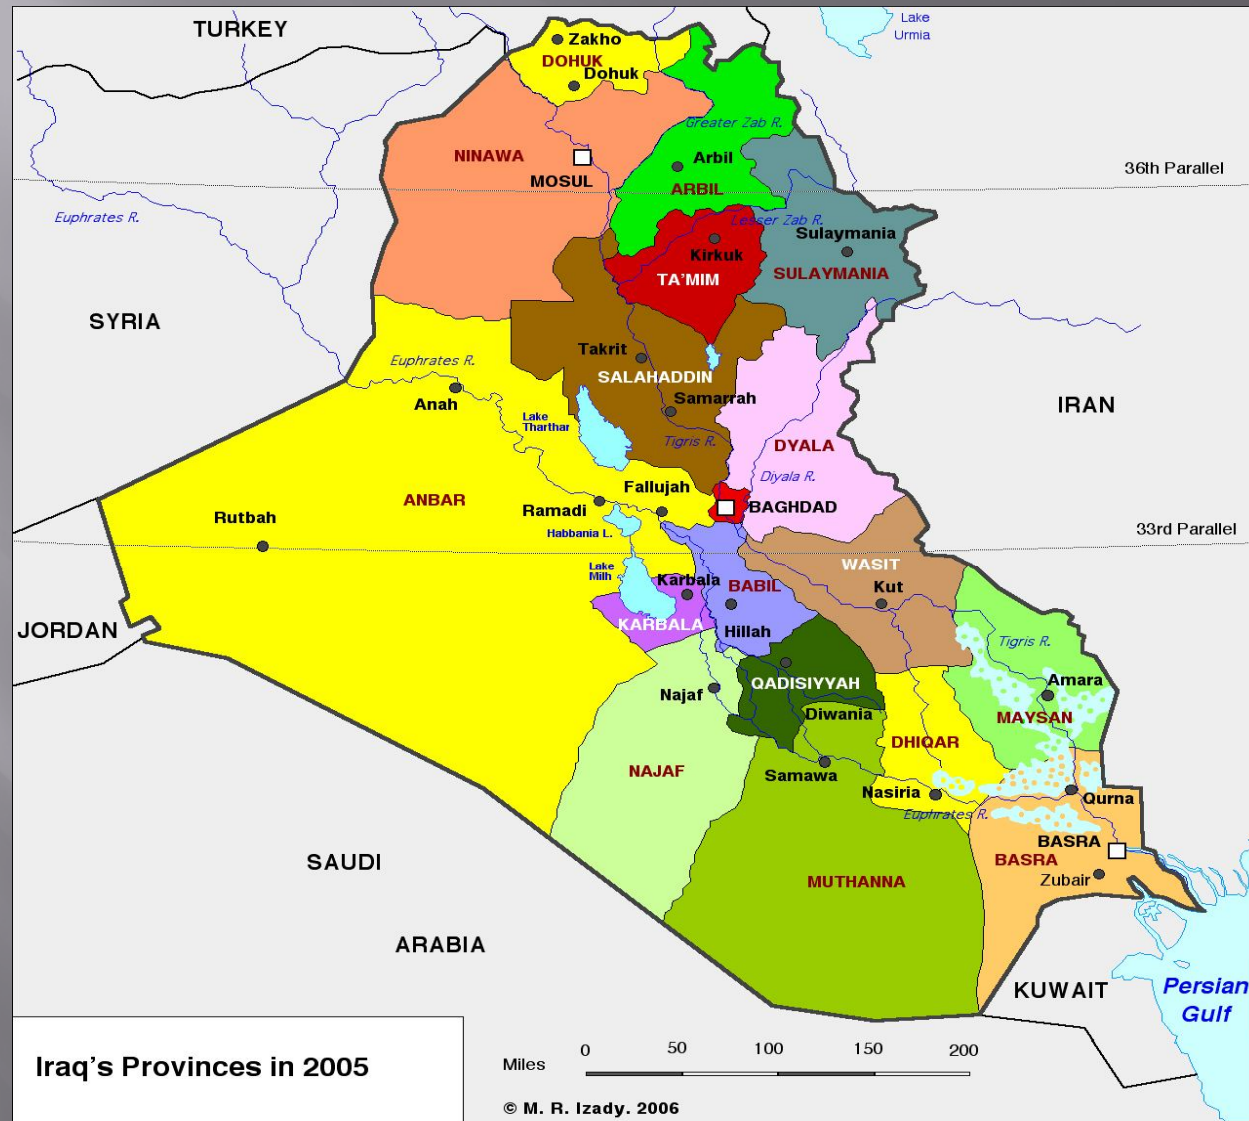 TURKEY
Lake
Urmia
Zakho
DOHUK
Dohuk
Greater Zab R.
NINAWA
MOSUL
Arbil
ARBIL
36th Parallel
Euphrates R.
Lesser Zab R.
Sulaymania
Kirkuk
TA'MIM
SULAYMANIA
SYRIA
Takrit
Euphrates R.
SALAHADDIN
Anah
Samarrah
IRAN
Lake
Tharthar
Tigris R.
DYALA
Diyala R.
Fallujah
ANBAR
Ramadi
BAGHDAD
Rutbah
Habbania L.
33rd Parallel
WASIT
Lake
Milh
Karbala
BABIL
Kut
KARBALA
Hillah
JORDAN
Tigris R.
Amara
QADISIYYAH
Najaf
Diwania
MAYSAN
DHIQAR
NAJAF
Samawa
Nasiria
Qurna
Euphrates R.
BASRA
BASRA
Zubair
SAUDI
MUTHANNA
ARABIA
KUWAIT
Persian
Gulf
Iraq's Provinces in 2005
Miles 0 50 100 150 200
© M. R. Izady. 2006